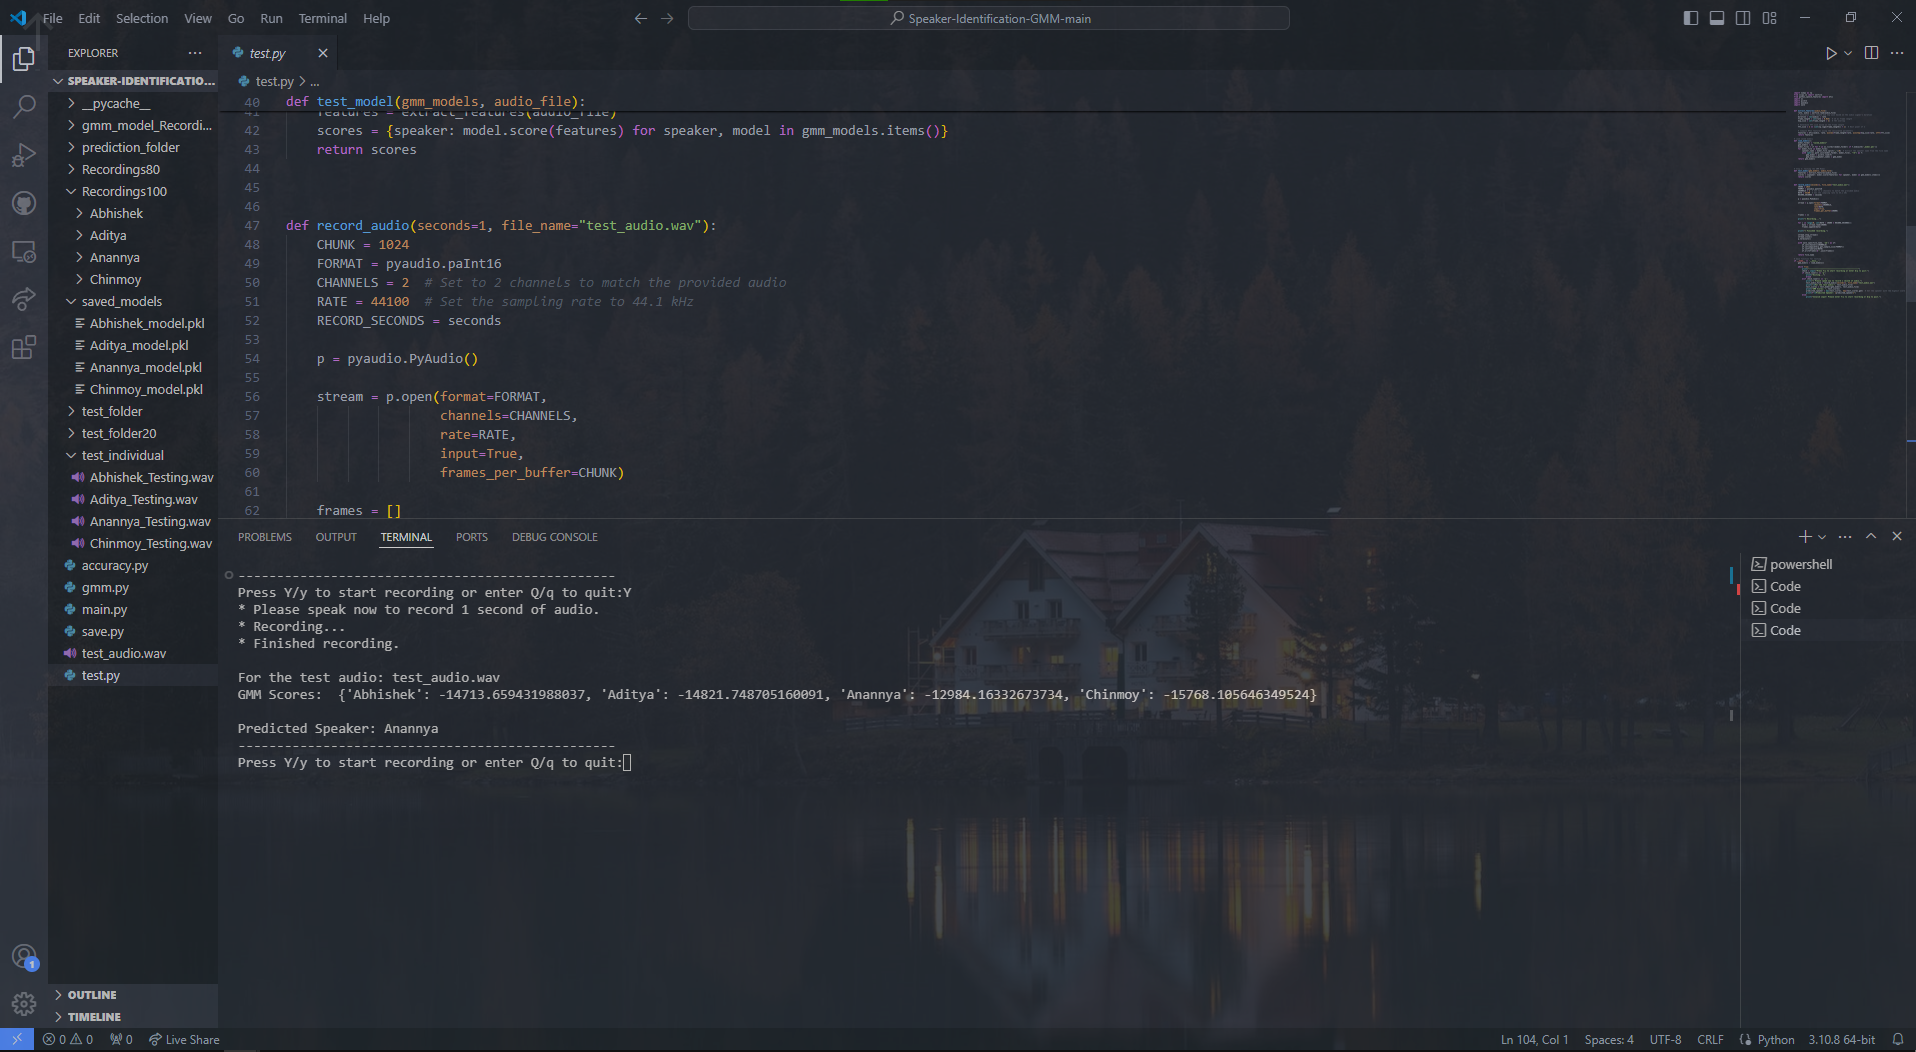 File Edit Selection View Go Run Terminal Help
Speaker-Identification-GMM-main
EXPLORER
SPEAKER-IDENTIFICATIO...
__pycache__
gmm_model_Recordi...
prediction_folder
Recordings80
Recordings100
Abhishek
Aditya
Anannya
Chinmoy
saved_models
Abhishek_model.pkl
Aditya_model.pkl
Anannya_model.pkl
Chinmoy_model.pkl
test_folder
test_folder20
test_individual
Abhishek_Testing.wav
Aditya_Testing.wav
Anannya_Testing.wav
Chinmoy_Testing.wav
accuracy.py
gmm.py
main.py
save.py
test_audio.wav
test.py
OUTLINE
TIMELINE
test.py
test.py > ...
40 def test_model(gmm_models, audio_file):
41 features = extract_features(audio_file)
42 scores = {speaker: model.score(features) for speaker, model in gmm_models.items()}
43 return scores
44
45
46
47 def record_audio(seconds=1, file_name="test_audio.wav"):
48 CHUNK = 1024
49 FORMAT = pyaudio.paInt16
50 CHANNELS = 2 # Set to 2 channels to match the provided audio
51 RATE = 44100 # Set the sampling rate to 44.1 kHz
52 RECORD_SECONDS = seconds
53
54 p = pyaudio.PyAudio()
55
56 stream = p.open(format=FORMAT,
57 channels=CHANNELS,
58 rate=RATE,
59 input=True,
60 frames_per_buffer=CHUNK)
61
62 frames = []
PROBLEMS OUTPUT TERMINAL PORTS DEBUG CONSOLE
-------------------------------------------------
Press Y/y to start recording or enter Q/q to quit:Y
* Please speak now to record 1 second of audio.
* Recording...
* Finished recording.
For the test audio: test_audio.wav
GMM Scores: {'Abhishek': -14713.659431988037, 'Aditya': -14821.748705160091, 'Anannya': -12984.16332673734, 'Chinmoy': -15768.105646349524}
Predicted Speaker: Anannya
-------------------------------------------------
Press Y/y to start recording or enter Q/q to quit:
powershell
Code
Code
Code
1
0 0 0 Live Share
Ln 104, Col 1 Spaces: 4 UTF-8 CRLF Python 3.10.8 64-bit